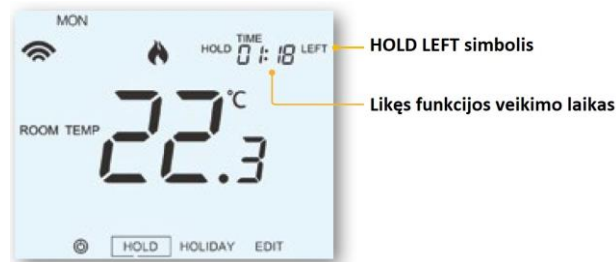 MON
TIME
HOLD 01:18 LEFT
HOLD LEFT simbolis
Likęs funkcijos veikimo laikas
ROOM TEMP 22.3 °C
HOLD HOLIDAY EDIT